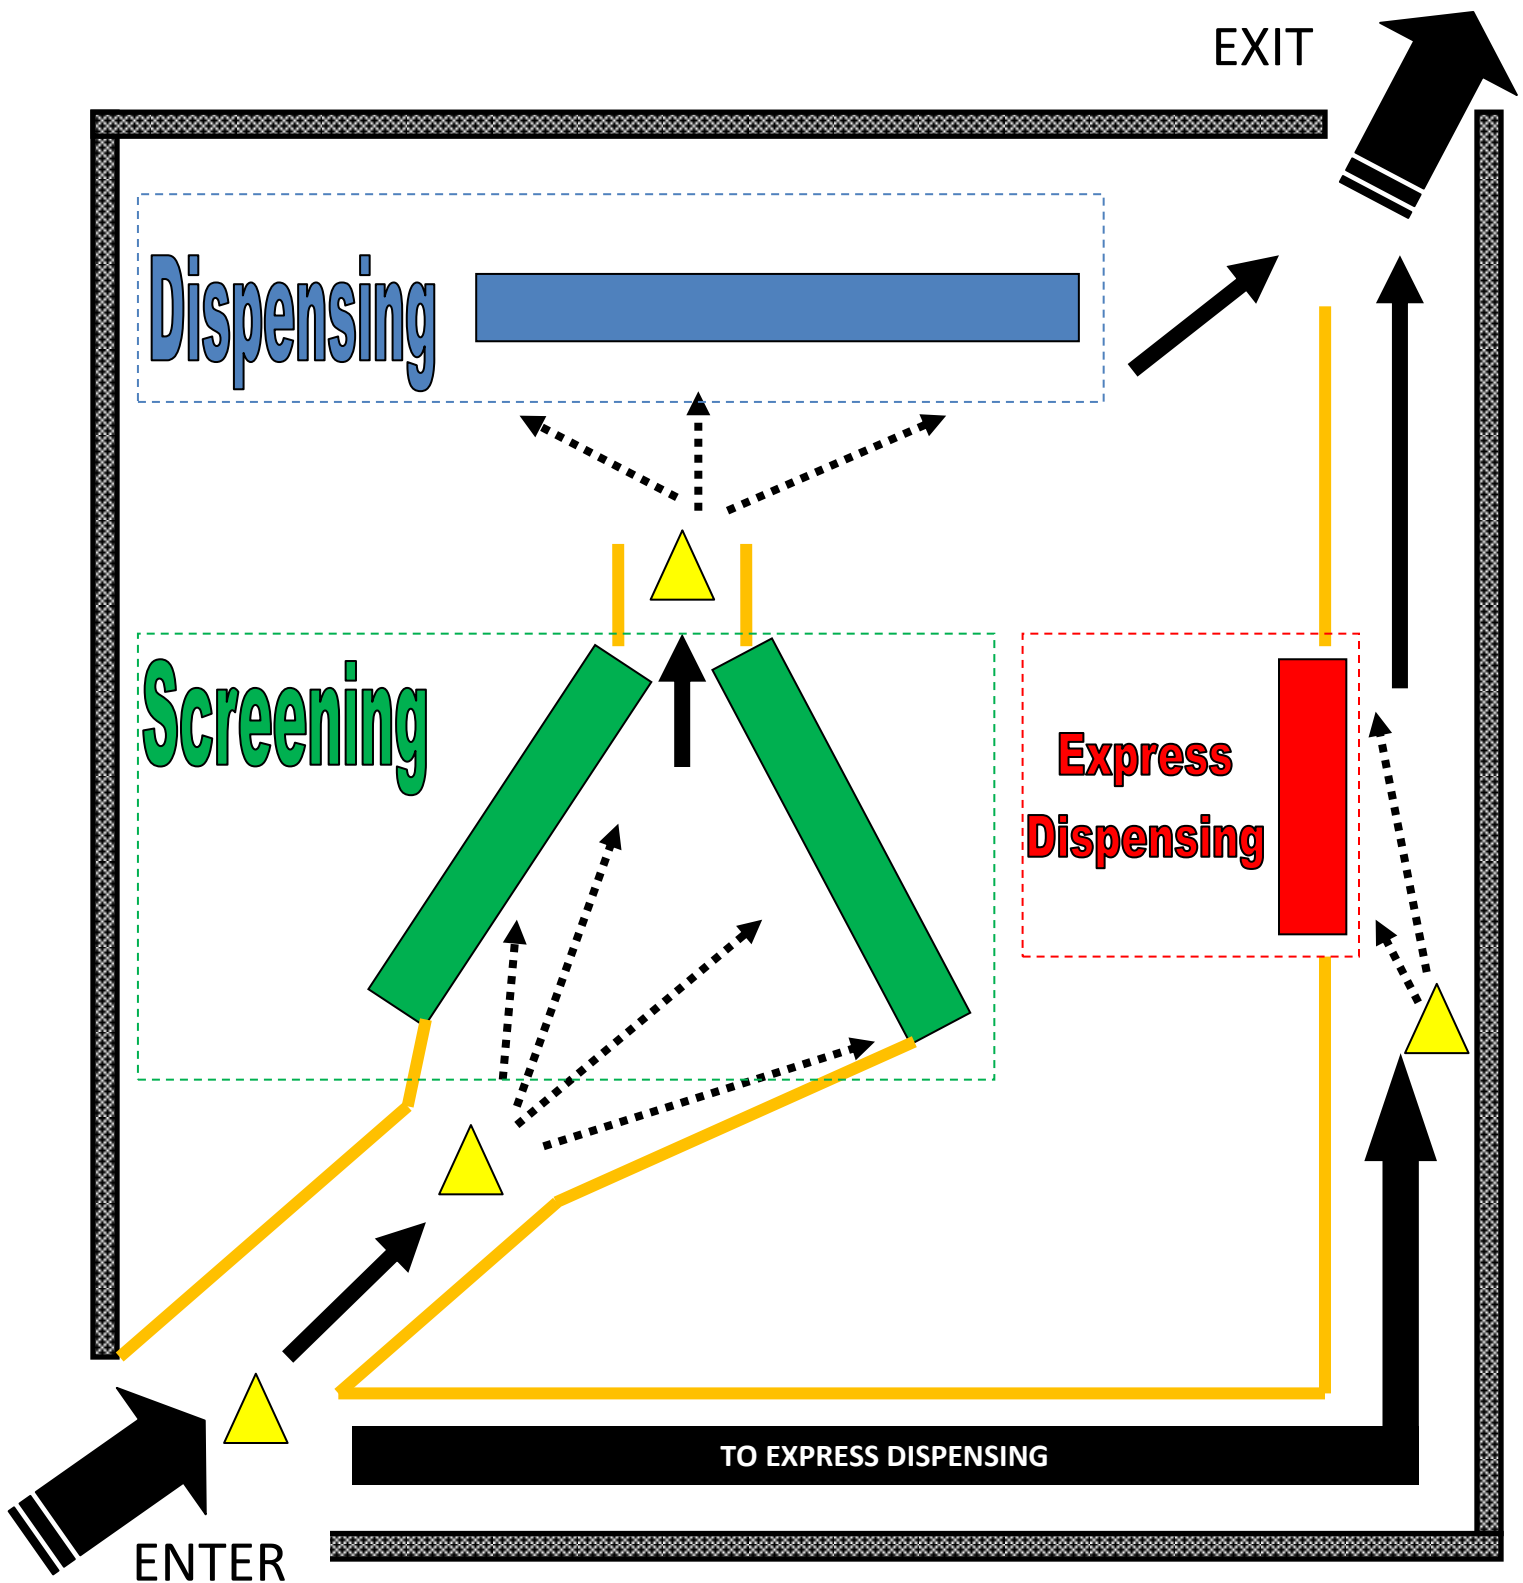 EXIT
Dispensing
Screening
Express
Dispensing
TO EXPRESS DISPENSING
ENTER